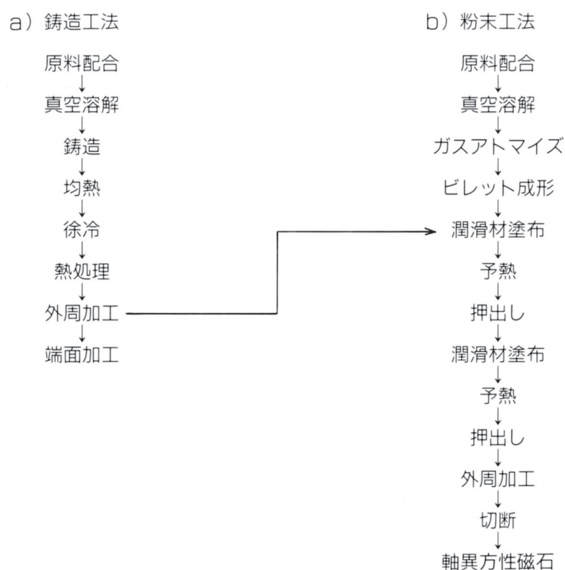 a）鋳造工法
原料配合
真空溶解
鋳造
均熱
徐冷
熱処理
外周加工
端面加工
b）粉末工法
原料配合
真空溶解
ガスアトマイズ
ビレット成形
潤滑材塗布
予熱
押出し
潤滑材塗布
予熱
押出し
外周加工
切断
軸異方性磁石